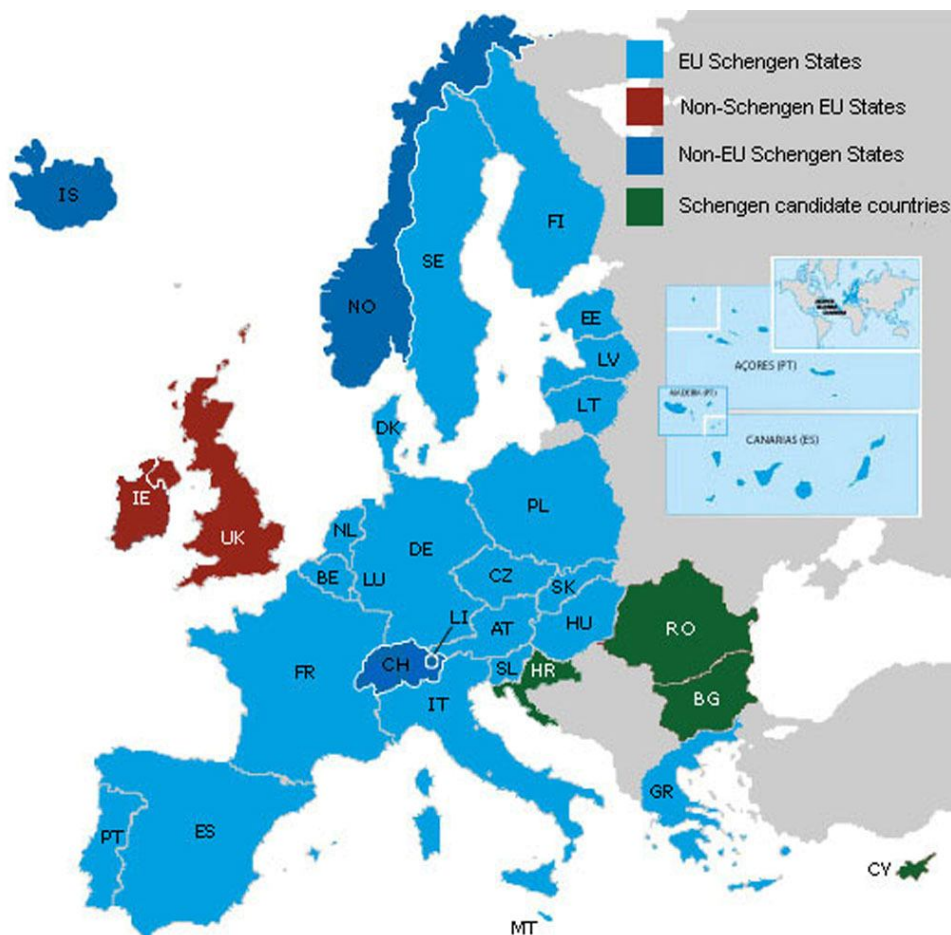 EU Schengen States
Non-Schengen EU States
Non-EU Schengen States
Schengen candidate countries
IS
FI
SE
NO
EE
LV
AÇORES (PT)
MADEIRA (PT)
LT
DK
CANARIAS (ES)
IE
PL
UK
NL
DE
BE
LU
CZ
SK
LI
AT
HU
RO
FR
CH
SL
HR
IT
BG
GR
PT
ES
CY
MT